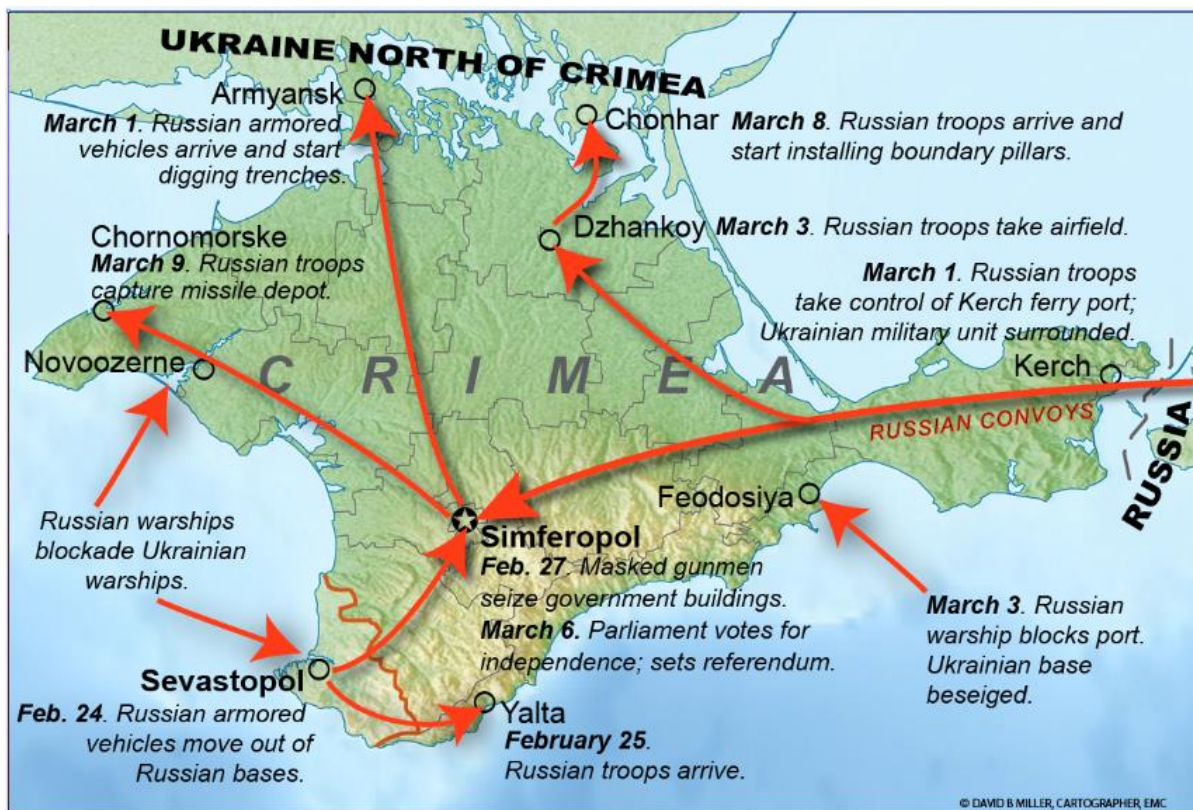 UKRAINE NORTH OF CRIMEA
Armyansk
March 1. Russian armored
vehicles arrive and start
digging trenches.
Chonhar
March 8. Russian troops arrive and
start installing boundary pillars.
Dzhankoy
March 3. Russian troops take airfield.
Chornomorske
March 9. Russian troops
capture missile depot.
March 1. Russian troops
take control of Kerch ferry port;
Ukrainian military unit surrounded.
Kerch
Novoozerne
CRIMEA
RUSSIAN CONVOYS
RUSSIA
Feodosiya
Russian warships
blockade Ukrainian
warships.
Simferopol
Feb. 27. Masked gunmen
seize government buildings.
March 6. Parliament votes for
independence; sets referendum.
March 3. Russian
warship blocks port.
Ukrainian base
beseiged.
Sevastopol
Feb. 24. Russian armored
vehicles move out of
Russian bases.
Yalta
February 25.
Russian troops arrive.
© DAVID B MILLER, CARTOGRAPHER, EMC